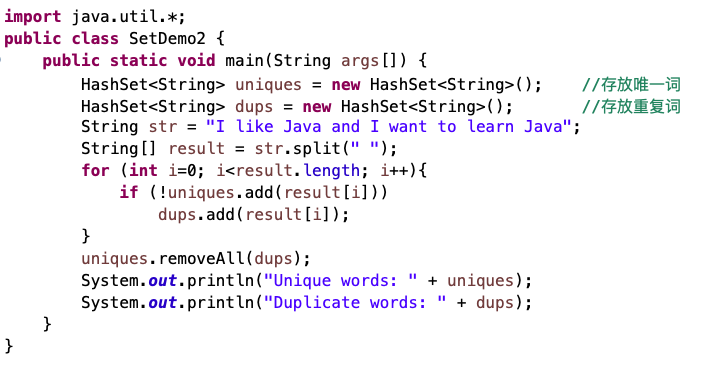 import java.util.*;
public class SetDemo2 {
    public static void main(String args[]) {
        HashSet<String> uniques = new HashSet<String>();    //存放唯一词
        HashSet<String> dups = new HashSet<String>();       //存放重复词
        String str = "I like Java and I want to learn Java";
        String[] result = str.split(" ");
        for (int i=0; i<result.length; i++){
            if (!uniques.add(result[i]))
                dups.add(result[i]);
        }
        uniques.removeAll(dups);
        System.out.println("Unique words: " + uniques);
        System.out.println("Duplicate words: " + dups);
    }
}